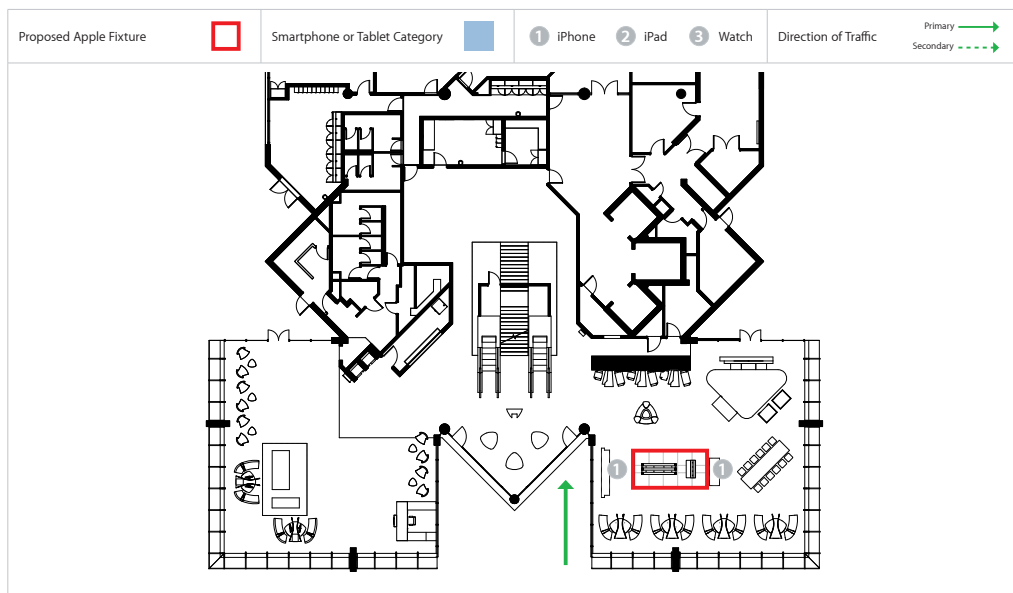 Proposed Apple Fixture
Smartphone or Tablet Category
1 iPhone 2 iPad 3 Watch
Direction of Traffic
Primary
Secondary
1 1